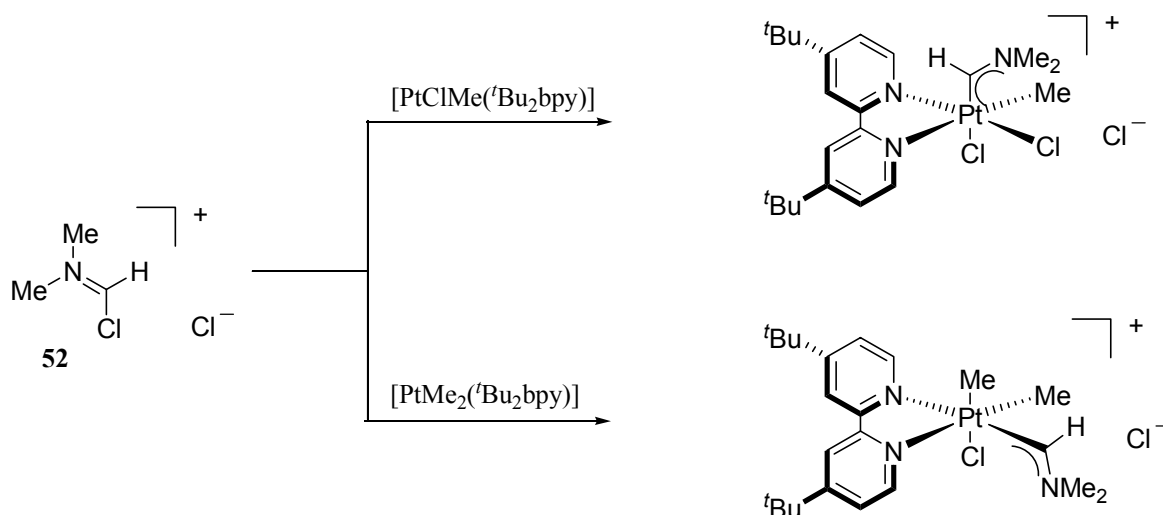 [PtClMe(ᵗBu₂bpy)]
Me
Me
N
H
Cl
+
Cl⁻
52
[PtMe₂(ᵗBu₂bpy)]
ᵗBu
ᵗBu
N
N
H
C
NMe₂
Pt
Me
Cl
Cl
+
Cl⁻
ᵗBu
ᵗBu
N
N
Me
Pt
Me
Cl
C
H
NMe₂
+
Cl⁻